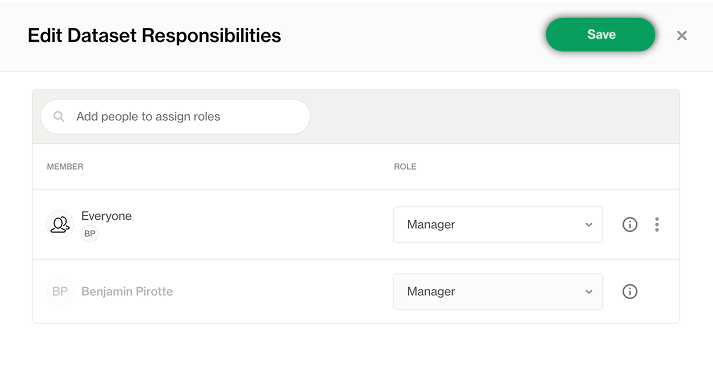 Edit Dataset Responsibilities
Save
Add people to assign roles
MEMBER ROLE
Everyone
BP
Manager
BP Benjamin Pirotte Manager